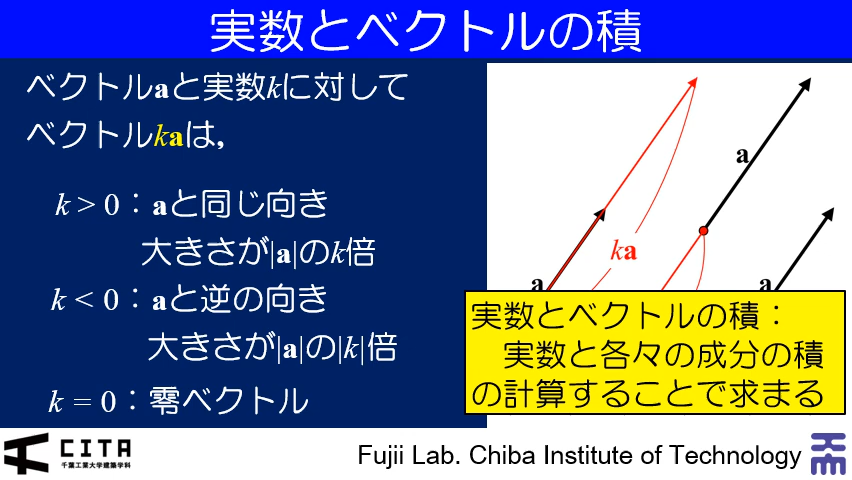 実数とベクトルの積
ベクトルaと実数kに対して
ベクトルkaは,
k > 0：aと同じ向き
大きさが|a|のk倍
k < 0：aと逆の向き
大きさが|a|の|k|倍
k = 0：零ベクトル
a
ka
a
a
実数とベクトルの積：
実数と各々の成分の積
の計算することで求まる
CITA
千葉工業大学建築学科
Fujii Lab. Chiba Institute of Technology